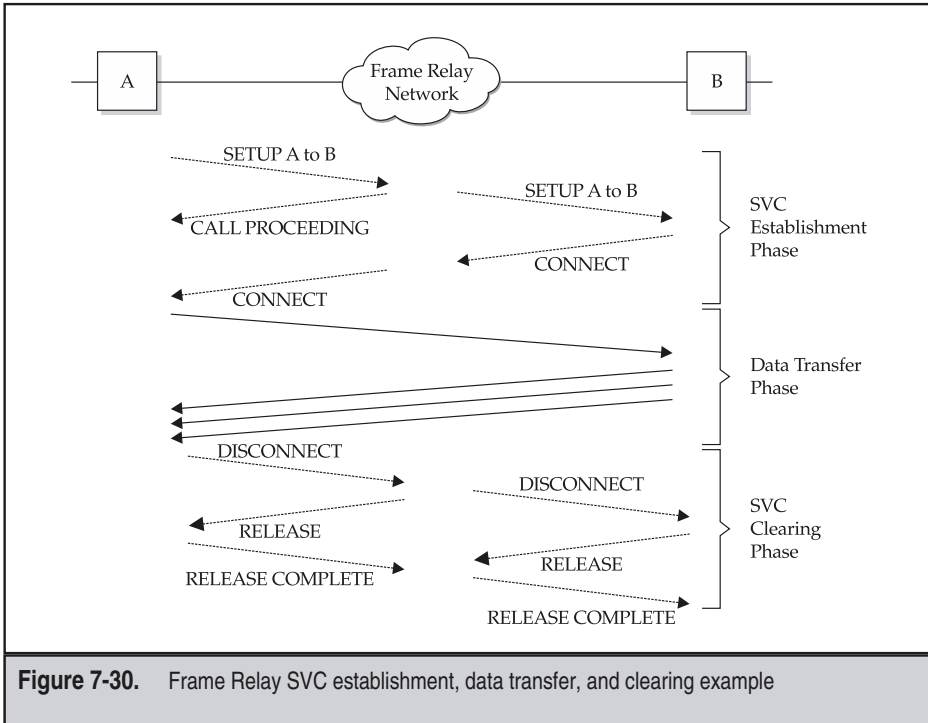 A
Frame Relay
Network
B
SETUP A to B
SETUP A to B
CALL PROCEEDING
CONNECT
CONNECT
SVC
Establishment
Phase
Data Transfer
Phase
DISCONNECT
DISCONNECT
RELEASE
RELEASE
RELEASE COMPLETE
RELEASE COMPLETE
SVC
Clearing
Phase
Figure 7-30. Frame Relay SVC establishment, data transfer, and clearing example